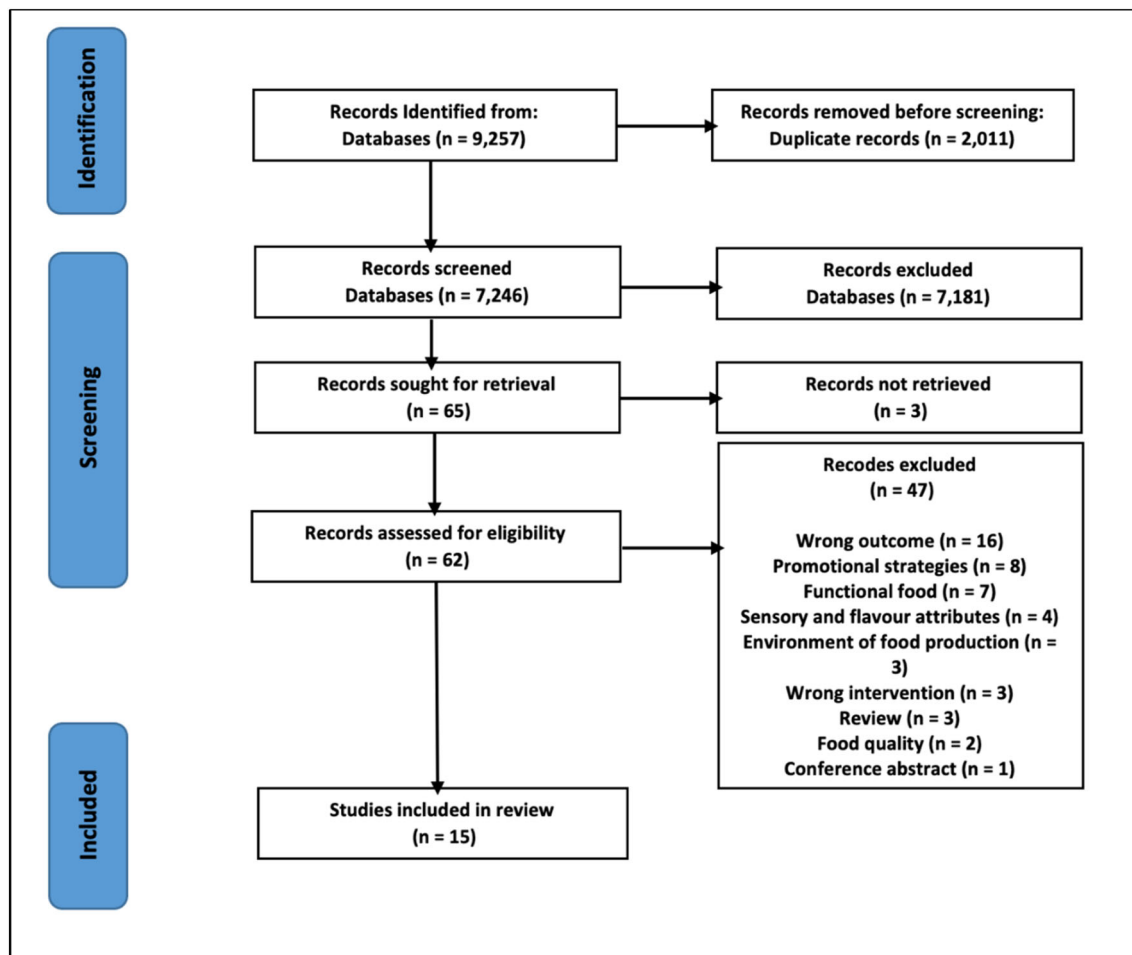 Identification
Records Identified from:
Databases (n = 9,257)
Records removed before screening:
Duplicate records (n = 2,011)
Screening
Records screened
Databases (n = 7,246)
Records excluded
Databases (n = 7,181)
Records sought for retrieval
(n = 65)
Records not retrieved
(n = 3)
Records assessed for eligibility
(n = 62)
Recodes excluded
(n = 47)
Wrong outcome (n = 16)
Promotional strategies (n = 8)
Functional food (n = 7)
Sensory and flavour attributes (n = 4)
Environment of food production (n =
3)
Wrong intervention (n = 3)
Review (n = 3)
Food quality (n = 2)
Conference abstract (n = 1)
Included
Studies included in review
(n = 15)